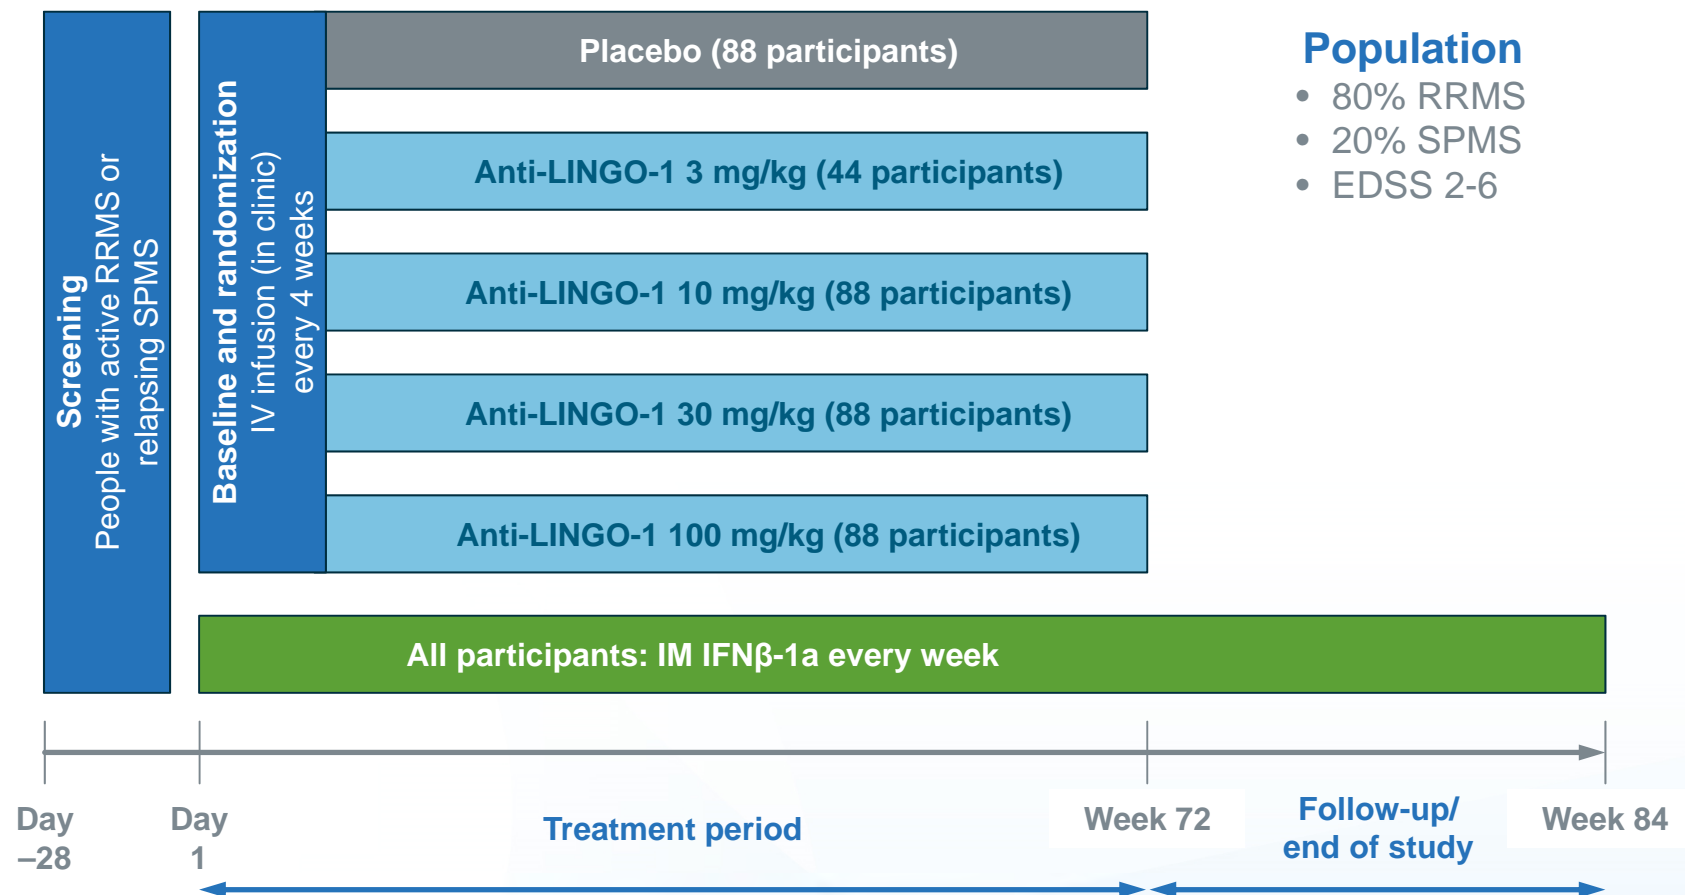 Screening
People with active RRMS or
relapsing SPMS
Baseline and randomization
IV infusion (in clinic)
every 4 weeks
Placebo (88 participants)
Anti-LINGO-1 3 mg/kg (44 participants)
Anti-LINGO-1 10 mg/kg (88 participants)
Anti-LINGO-1 30 mg/kg (88 participants)
Anti-LINGO-1 100 mg/kg (88 participants)
All participants: IM IFNβ-1a every week
Population
• 80% RRMS
• 20% SPMS
• EDSS 2-6
Day
–28
Day
1
Treatment period
Week 72
Follow-up/
end of study
Week 84